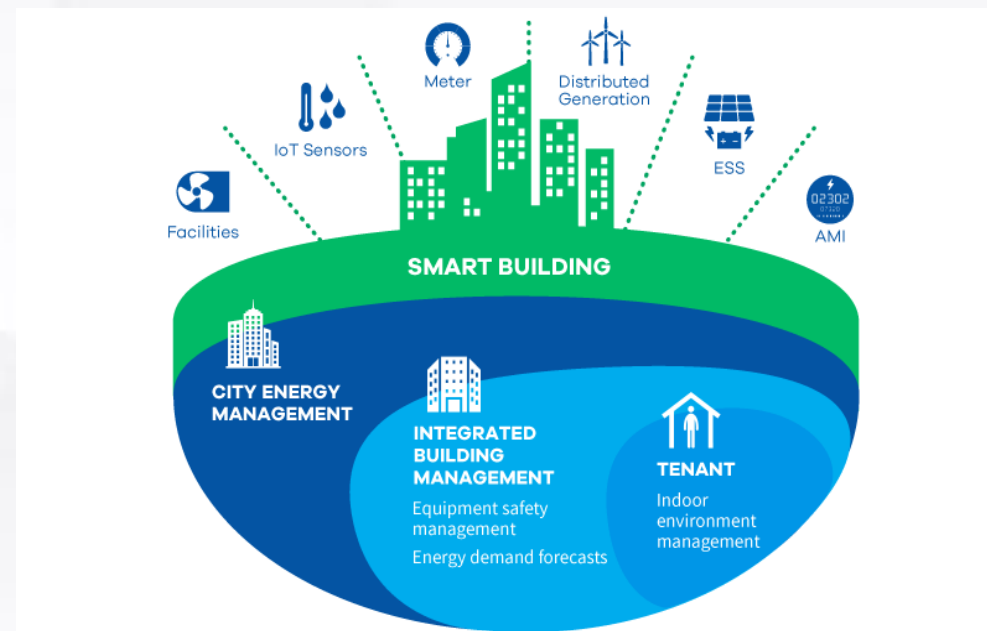 Meter
Distributed
Generation
IoT Sensors
ESS
Facilities
02302
AMI
SMART BUILDING
CITY ENERGY
MANAGEMENT
INTEGRATED
BUILDING
MANAGEMENT
Equipment safety
management
Energy demand forecasts
TENANT
Indoor
environment
management